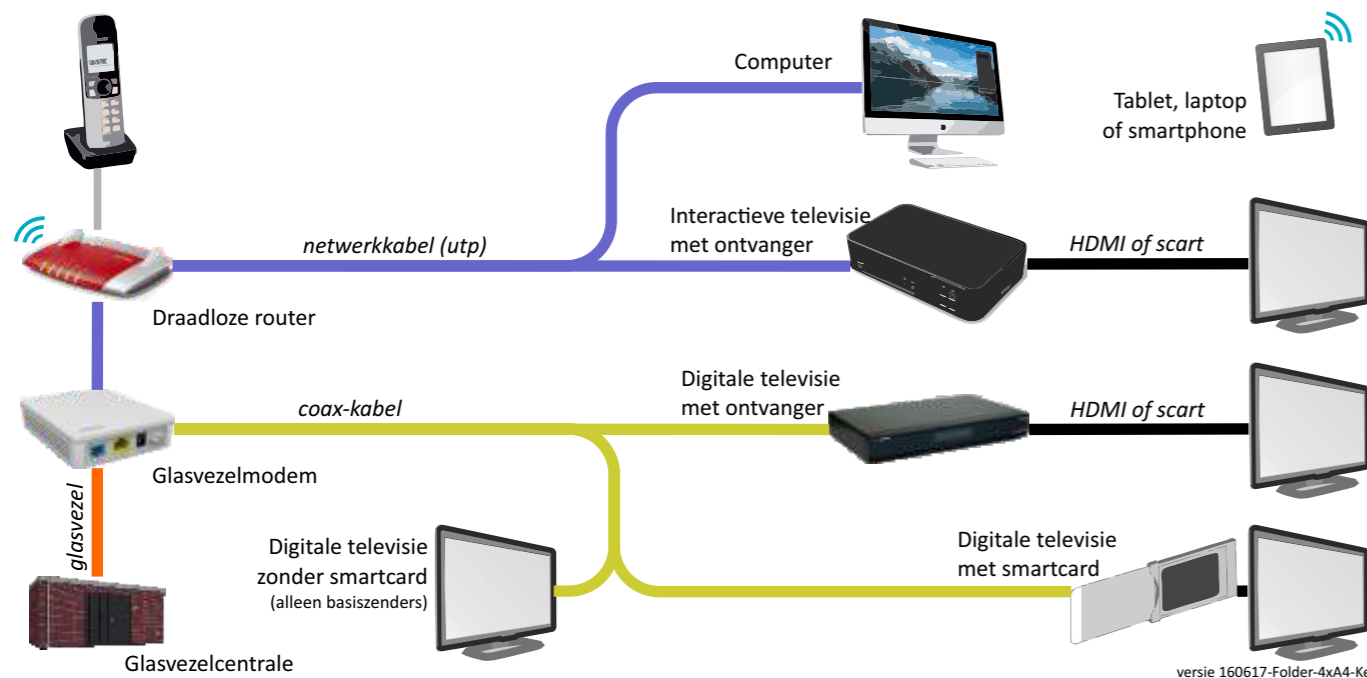 Computer
Tablet, laptop
of smartphone
netwerkkabel (utp)
Interactieve televisie
met ontvanger
HDMI of scart
Draadloze router
coax-kabel
Digitale televisie
met ontvanger
HDMI of scart
Glasvezelmodem
glasvezel
Digitale televisie
zonder smartcard
(alleen basiszenders)
Digitale televisie
met smartcard
Glasvezelcentrale
versie 160617-Folder-4xA4-Ke